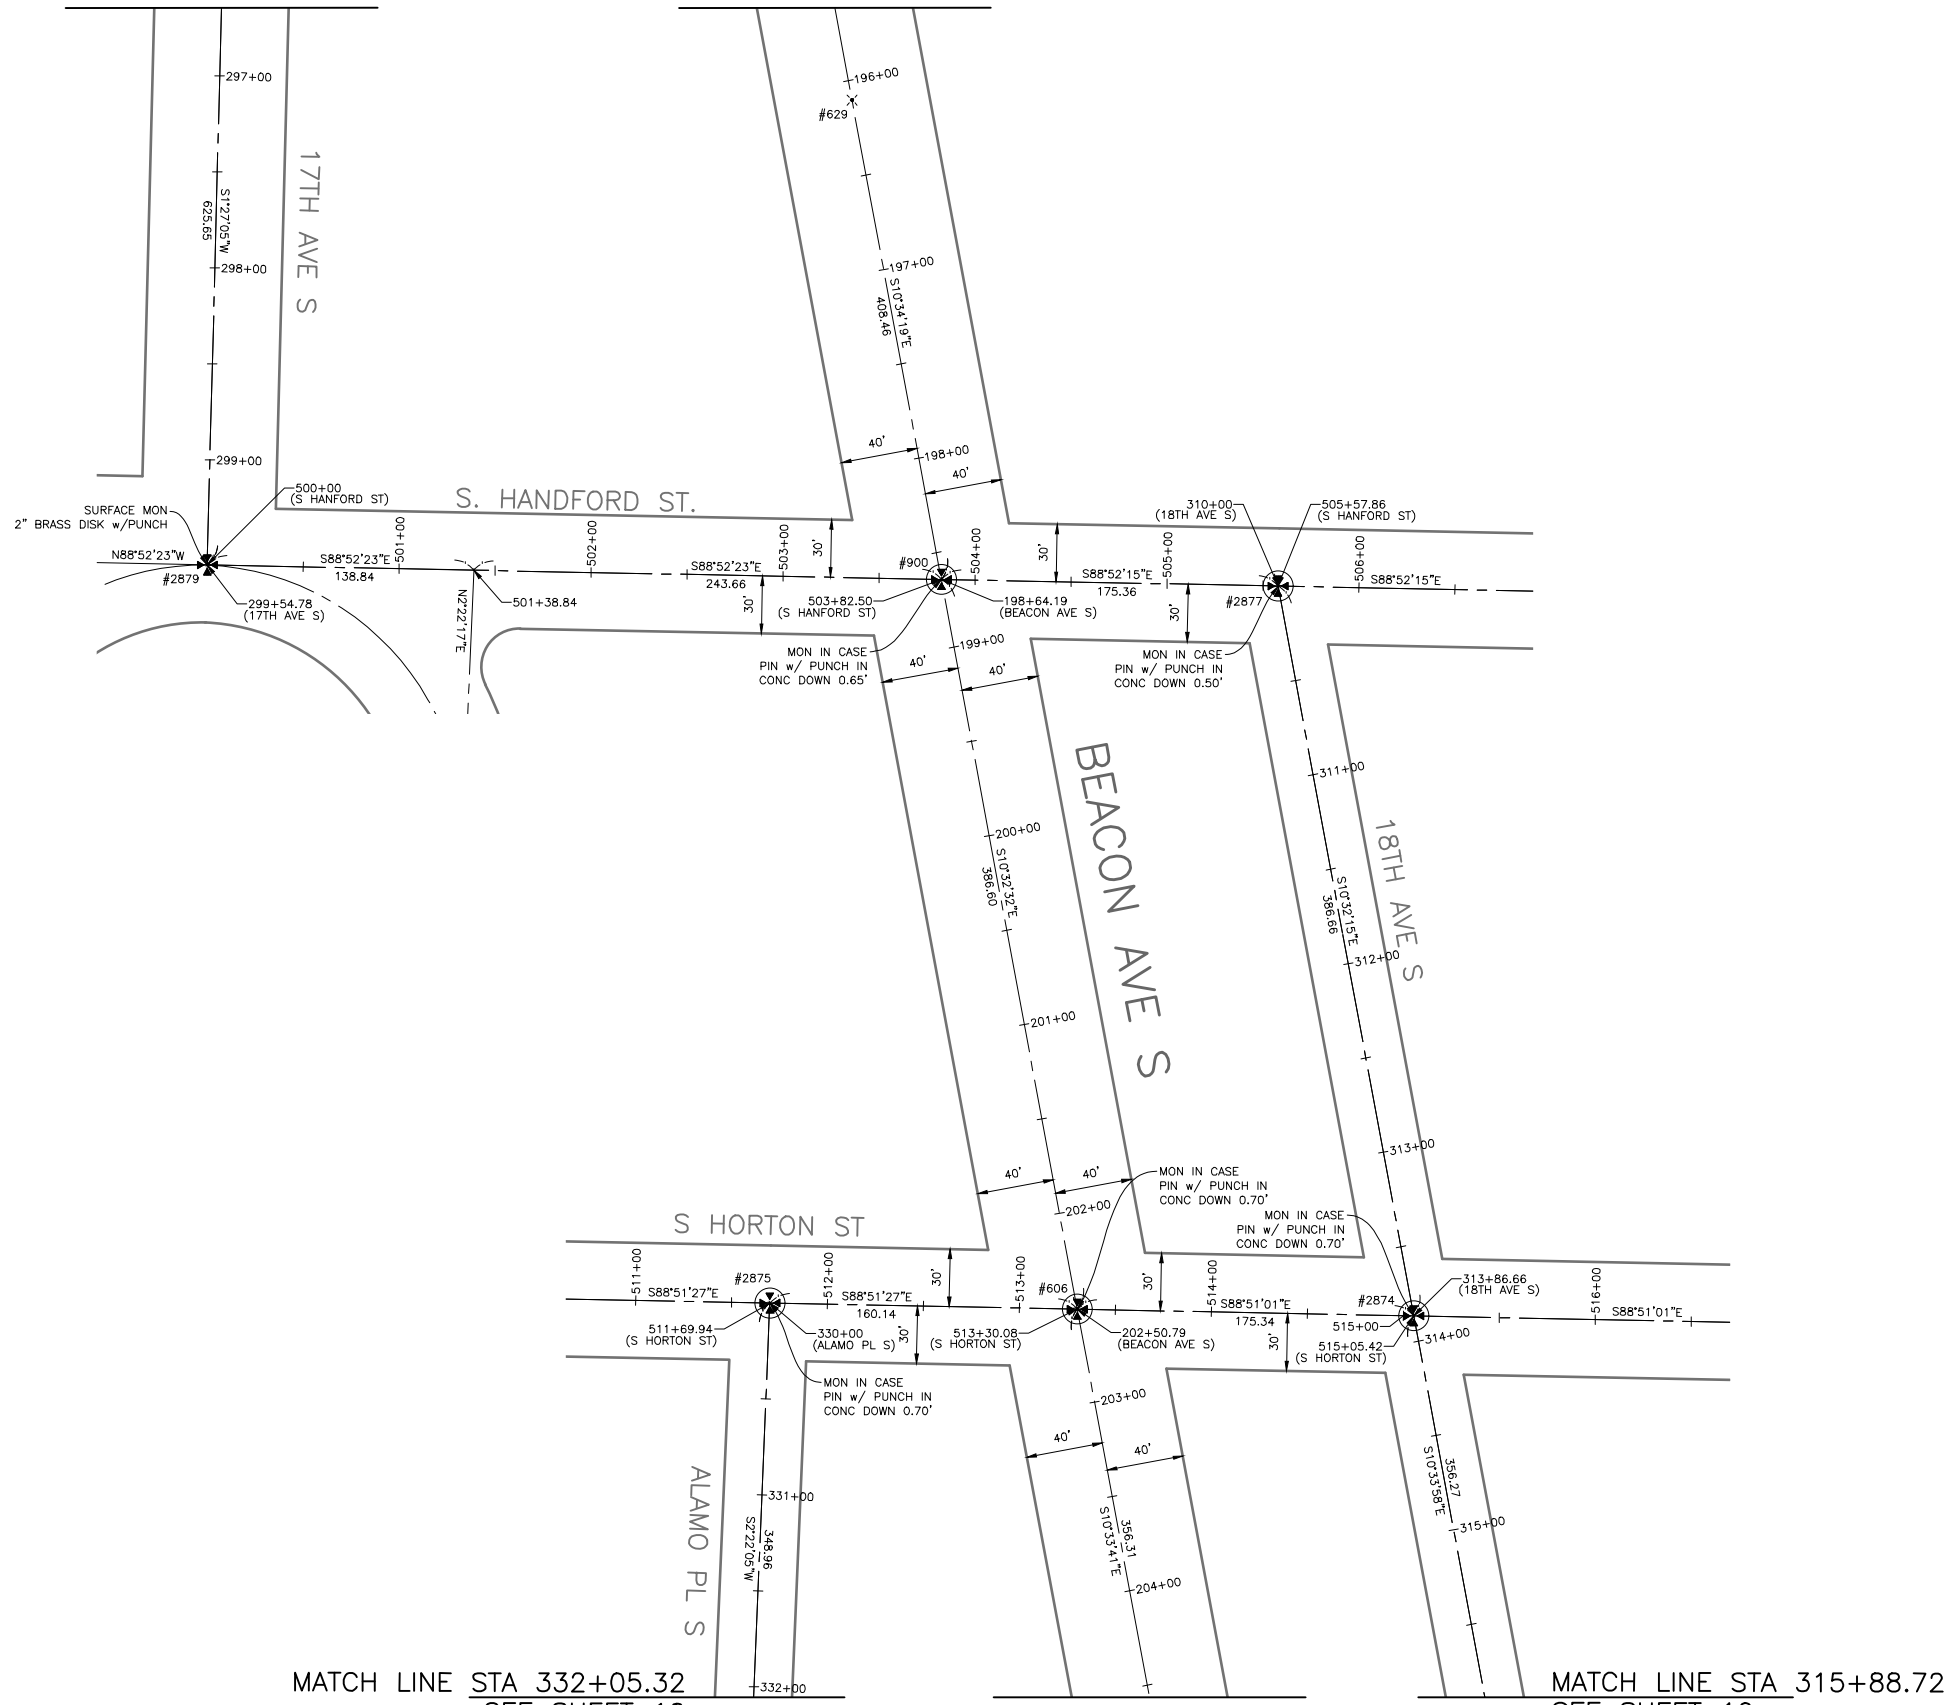 297+00
196+00
#629
17TH AVE S
S1°27'05"W
625.65
298+00
197+00
S10°34'19"E
408.46
299+00
40'
198+00
40'
500+00
(S HANFORD ST)
S. HANDFORD ST.
SURFACE MON
2" BRASS DISK w/PUNCH
310+00
(18TH AVE S)
505+57.86
(S HANFORD ST)
N88°52'23"W
#2879
S88°52'23"E
138.84
501+00
502+00
S88°52'23"E
243.66
503+00
30'
30'
#900
504+00
30'
S88°52'15"E
175.36
505+00
30'
#2877
506+00
S88°52'15"E
299+54.78
(17TH AVE S)
N2°22'17"E
501+38.84
503+82.50
(S HANFORD ST)
198+64.19
(BEACON AVE S)
199+00
MON IN CASE
PIN w/ PUNCH IN
CONC DOWN 0.65'
40'
40'
MON IN CASE
PIN w/ PUNCH IN
CONC DOWN 0.50'
BEACON AVE S
311+00
200+00
18TH AVE S
S10°32'32"E
386.60
S10°32'15"E
386.66
312+00
201+00
313+00
40'
40'
MON IN CASE
PIN w/ PUNCH IN
CONC DOWN 0.70'
202+00
S HORTON ST
MON IN CASE
PIN w/ PUNCH IN
CONC DOWN 0.70'
511+00
S88°51'27"E
#2875
512+00
S88°51'27"E
160.14
30'
30'
513+00
#606
30'
514+00
S88°51'01"E
175.34
30'
#2874
313+86.66
(18TH AVE S)
516+00
S88°51'01"E
511+69.94
(S HORTON ST)
330+00
(ALAMO PL S)
513+30.08
(S HORTON ST)
202+50.79
(BEACON AVE S)
515+00
314+00
515+05.42
(S HORTON ST)
MON IN CASE
PIN w/ PUNCH IN
CONC DOWN 0.70'
203+00
40'
40'
ALAMO PL S
331+00
S2°22'05"W
348.96
S10°33'41"E
356.31
S10°33'58"E
356.27
315+00
204+00
332+00
MATCH LINE STA 332+05.32
MATCH LINE STA 315+88.72